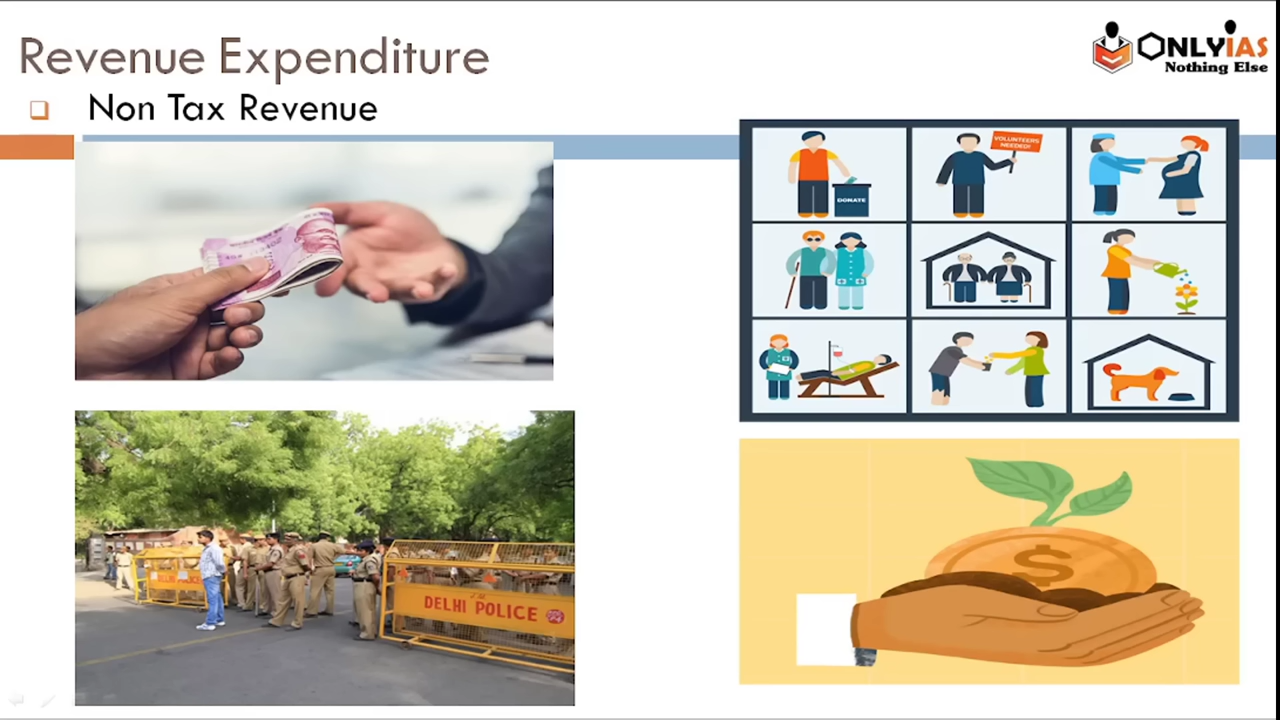 Revenue Expenditure
Non Tax Revenue
ONLYIAS
Nothing Else
VOLUNTEERS
NEEDED!
DONATE
DELHI POLICE